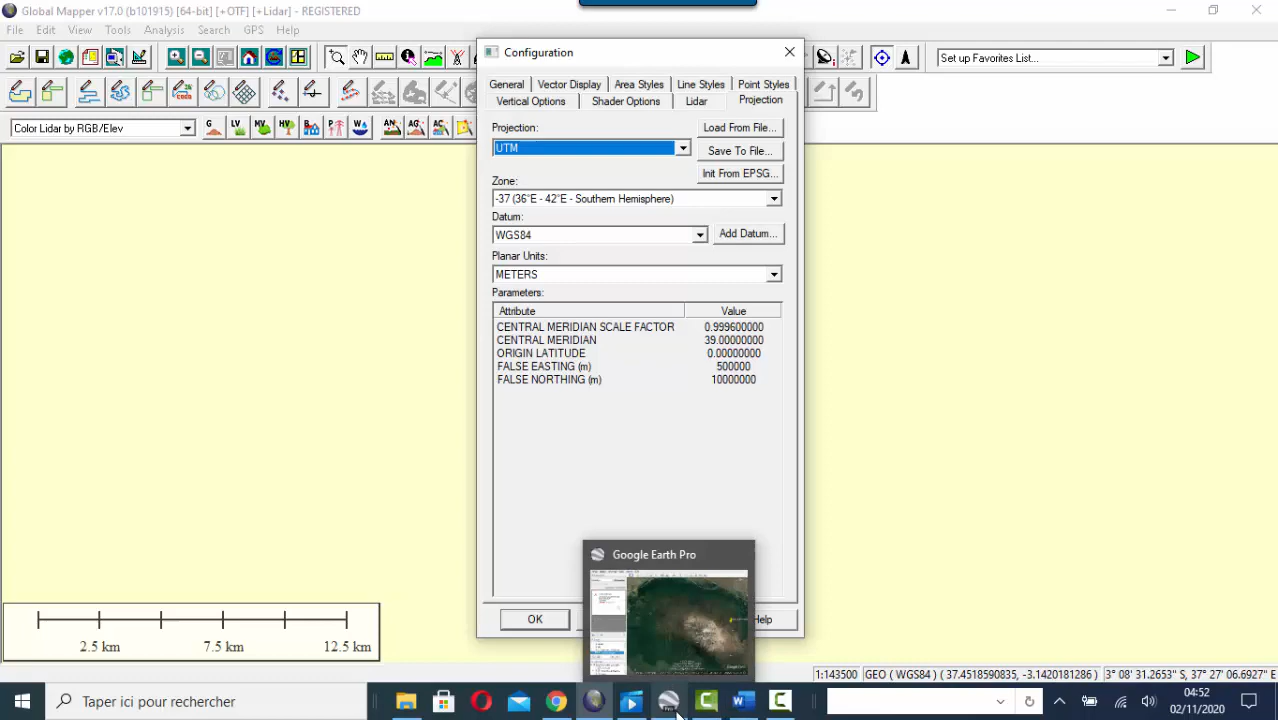 Global Mapper v17.0 (b101915) [64-bit] [+OTF] [+Lidar] - REGISTERED
File Edit View Tools Analysis Search GPS Help
Set up Favorites List...
Color Lidar by RGB/Elev
Configuration
General Vector Display Area Styles Line Styles Point Styles
Vertical Options Shader Options Lidar Projection
Projection:
Load From File...
UTM
Save To File...
Init From EPSG...
Zone:
-37 (36°E - 42°E - Southern Hemisphere)
Datum:
WGS84
Add Datum...
Planar Units:
METERS
Parameters:
Attribute Value
CENTRAL MERIDIAN SCALE FACTOR 0.999600000
CENTRAL MERIDIAN 39.00000000
ORIGIN LATITUDE 0.00000000
FALSE EASTING (m) 500000
FALSE NORTHING (m) 10000000
Google Earth Pro
OK
Help
2.5 km 7.5 km 12.5 km
1:143500 GEO ( WGS84 ) ( 37.4518590835, -3.1420181286 ) 3° 08' 31.2653" S, 37° 27' 06.6927" E
Taper ici pour rechercher
04:52
02/11/2020